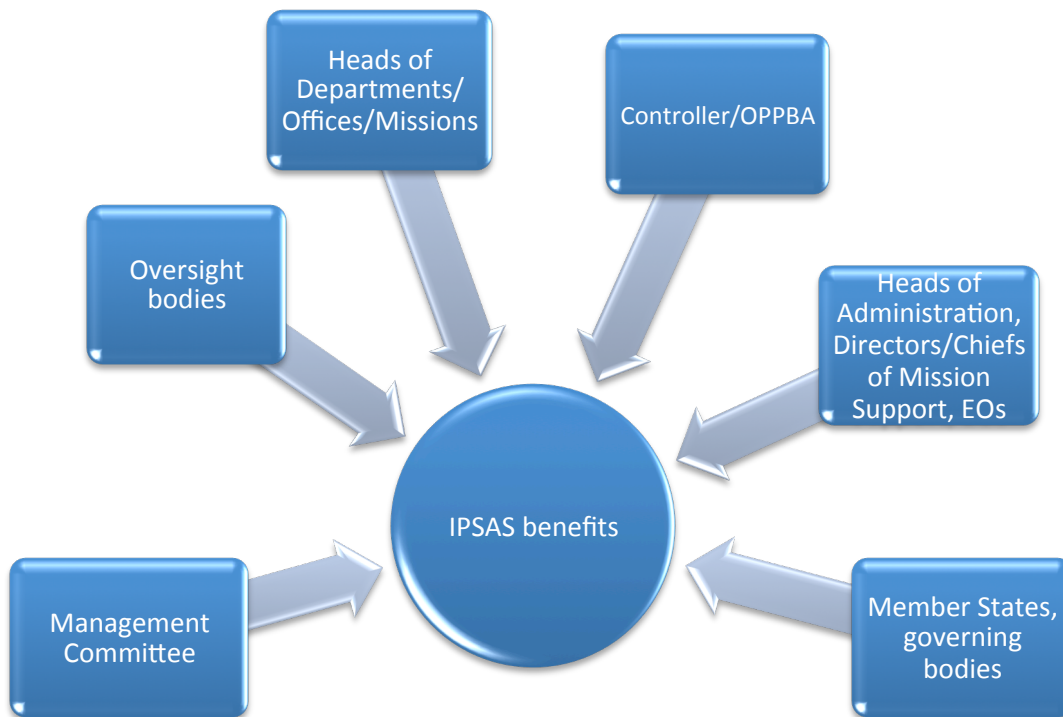 Heads of
Departments/
Offices/Missions
Controller/OPPBA
Oversight
bodies
Heads of
Administration,
Directors/Chiefs
of Mission
Support, EOs
IPSAS benefits
Management
Committee
Member States,
governing
bodies